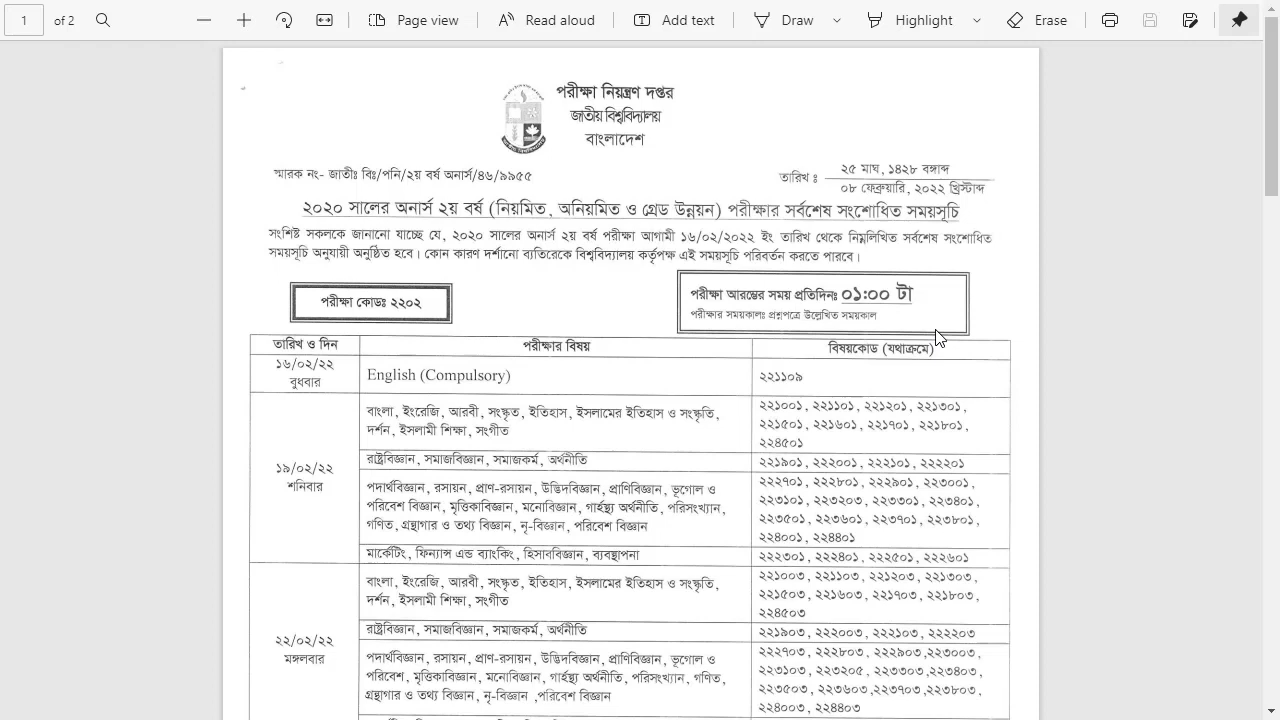 1 of 2 Page view Read aloud Add text Draw Highlight Erase
পরীক্ষা নিয়ন্ত্রণ দপ্তর
জাতীয় বিশ্ববিদ্যালয়
বাংলাদেশ
স্মারক নং- জাতীঃ বিঃ/পনি/২য় বর্ষ অনার্স/৪৬/৯৯৫৫
তারিখ ঃ ২৫ মাঘ, ১৪২৮ বঙ্গাব্দ
০৮ ফেব্রুয়ারি, ২০২২ খ্রিস্টাব্দ
২০২০ সালের অনার্স ২য় বর্ষ (নিয়মিত, অনিয়মিত ও গ্রেড উন্নয়ন) পরীক্ষার সর্বশেষ সংশোধিত সময়সূচি
সংশিষ্ট সকলকে জানানো যাচ্ছে যে, ২০২০ সালের অনার্স ২য় বর্ষ পরীক্ষা আগামী ১৬/০২/২০২২ ইং তারিখ থেকে নিম্নলিখিত সর্বশেষ সংশোধিত
সময়সূচি অনুযায়ী অনুষ্ঠিত হবে। কোন কারণ দর্শানো ব্যতিরেকে বিশ্ববিদ্যালয় কর্তৃপক্ষ এই সময়সূচি পরিবর্তন করতে পারবে।
পরীক্ষা কোডঃ ২২০২
পরীক্ষা আরম্ভের সময় প্রতিদিনঃ ০১:০০ টা
পরীক্ষার সময়কালঃ প্রশ্নপত্রে উল্লেখিত সময়কাল
তারিখ ও দিন পরীক্ষার বিষয় বিষয়কোড (যথাক্রমে)
১৬/০২/২২
বুধবার
English (Compulsory)
২২১১০৯
১৯/০২/২২
শনিবার
বাংলা, ইংরেজি, আরবী, সংস্কৃত, ইতিহাস, ইসলামের ইতিহাস ও সংস্কৃতি,
দর্শন, ইসলামী শিক্ষা, সংগীত
২২১০০১, ২২১১০১, ২২১২০১, ২২১৩০১,
২২১৫০১, ২২১৬০১, ২২১৭০১, ২২১৮০১,
২২৪৫০১
রাষ্ট্রবিজ্ঞান, সমাজবিজ্ঞান, সমাজকর্ম, অর্থনীতি
২২১৯০১, ২২২০০১, ২২২১০১, ২২২২০১
পদার্থবিজ্ঞান, রসায়ন, প্রাণ-রসায়ন, উদ্ভিদবিজ্ঞান, প্রাণিবিজ্ঞান, ভূগোল ও
পরিবেশ বিজ্ঞান, মৃত্তিকাবিজ্ঞান, মনোবিজ্ঞান, গার্হস্থ্য অর্থনীতি, পরিসংখ্যান,
গণিত, গ্রন্থাগার ও তথ্য বিজ্ঞান, নৃ-বিজ্ঞান, পরিবেশ বিজ্ঞান
২২২৭০১, ২২২৮০১, ২২২৯০১, ২২৩০০১,
২২৩১০১, ২২৩২০৩, ২২৩৩০১, ২২৩৪০১,
২২৩৫০১, ২২৩৬০১, ২২৩৭০১, ২২৩৮০১,
২২৪০০১, ২২৪৪০১
মার্কেটিং, ফিন্যান্স এন্ড ব্যাংকিং, হিসাববিজ্ঞান, ব্যবস্থাপনা
২২২৩০১, ২২২৪০১, ২২২৫০১, ২২২৬০১
২২/০২/২২
মঙ্গলবার
বাংলা, ইংরেজি, আরবী, সংস্কৃত, ইতিহাস, ইসলামের ইতিহাস ও সংস্কৃতি,
দর্শন, ইসলামী শিক্ষা, সংগীত
২২১০০৩, ২২১১০৩, ২২১২০৩, ২২১৩০৩,
২২১৫০৩, ২২১৬০৩, ২২১৭০৩, ২২১৮০৩,
২২৪৫০৩
রাষ্ট্রবিজ্ঞান, সমাজবিজ্ঞান, সমাজকর্ম, অর্থনীতি
২২১৯০৩, ২২২০০৩, ২২২১০৩, ২২২২০৩
পদার্থবিজ্ঞান, রসায়ন, প্রাণ-রসায়ন, উদ্ভিদবিজ্ঞান, প্রাণিবিজ্ঞান, ভূগোল ও
পরিবেশ, মৃত্তিকাবিজ্ঞান, মনোবিজ্ঞান, গার্হস্থ্য অর্থনীতি, পরিসংখ্যান, গণিত,
গ্রন্থাগার ও তথ্য বিজ্ঞান, নৃ-বিজ্ঞান ,পরিবেশ বিজ্ঞান
২২২৭০৩, ২২২৮০৩, ২২২৯০৩,২২৩০০৩,
২২৩১০৩, ২২৩২০৫, ২২৩৩০৩ ,২২৩৪০৩,
২২৩৫০৩, ২২৩৬০৩ ,২২৩৭০৩ ,২২৩৮০৩,
২২৪০০৩, ২২৪৪০৩